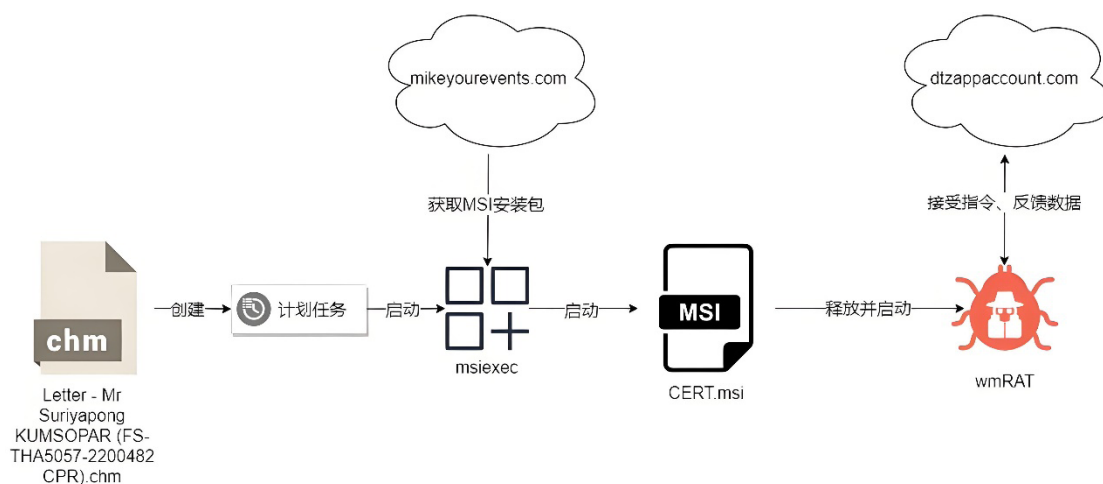 mikeyourevents.com
dtzappaccount.com
获取MSI安装包
接受指令、反馈数据
chm
创建
计划任务
启动
msiexec
启动
MSI
CERT.msi
释放并启动
wmRAT
Letter - Mr
Suriyapong
KUMSOPAR (FS-
THA5057-2200482
CPR).chm